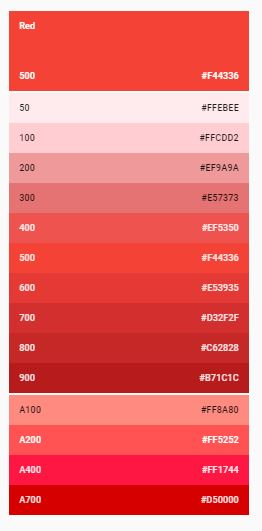 Red
500 #F44336
50 #FFEBEE
100 #FFCDD2
200 #EF9A9A
300 #E57373
400 #EF5350
500 #F44336
600 #E53935
700 #D32F2F
800 #C62828
900 #B71C1C
A100 #FF8A80
A200 #FF5252
A400 #FF1744
A700 #D50000